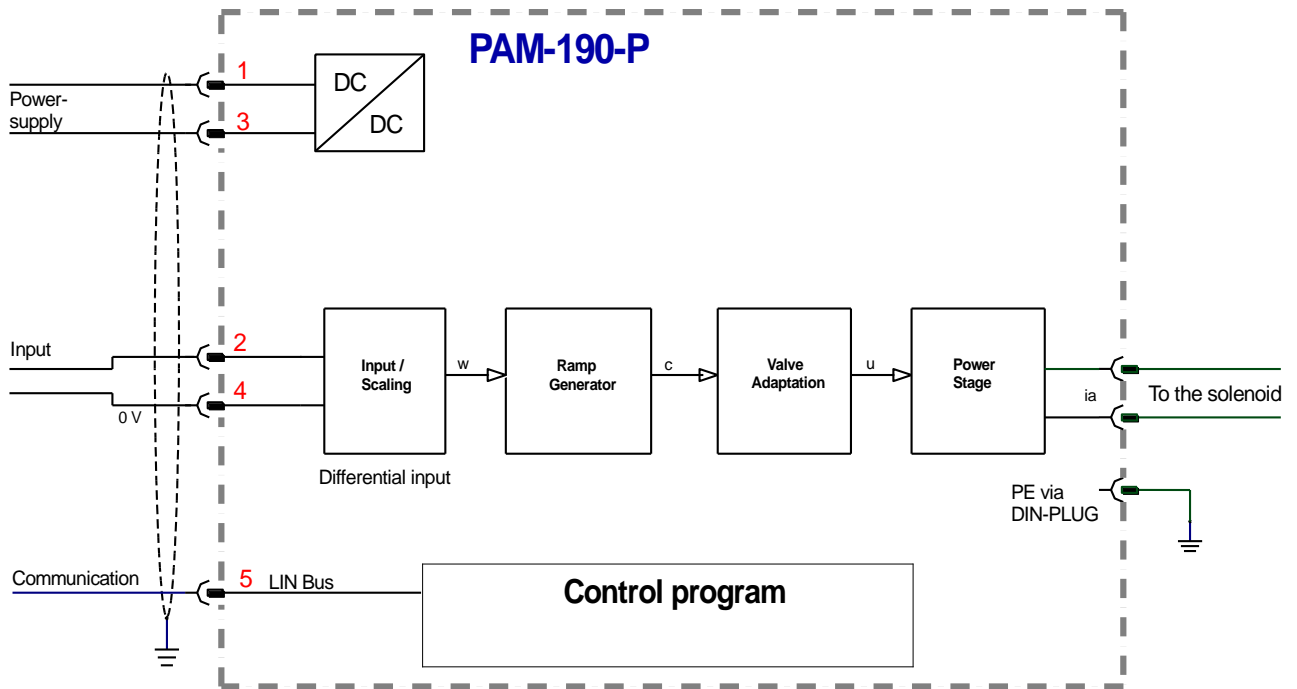 PAM-190-P
1
DC
Power-
supply
3
DC
2
Input
Input /
Scaling
w
Ramp
Generator
c
Valve
Adaptation
u
Power
Stage
4
0 V
ia
To the solenoid
Differential input
PE via
DIN-PLUG
Communication
5
LIN Bus
Control program